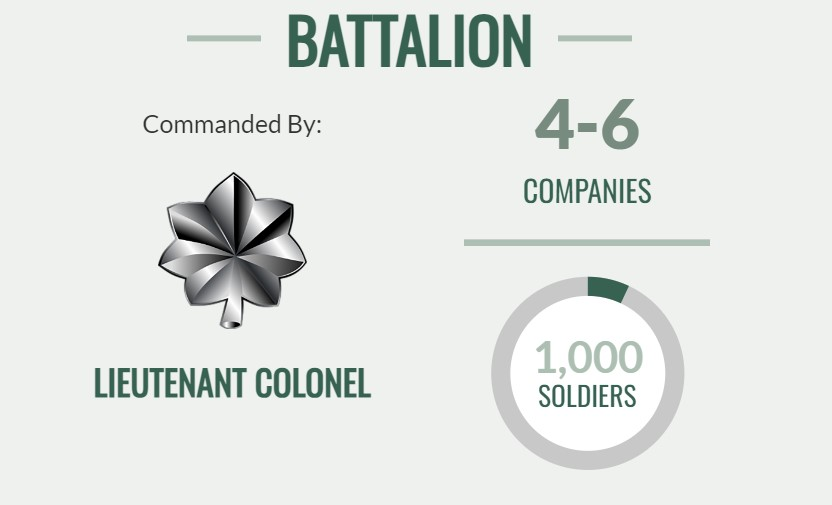 BATTALION
Commanded By:
LIEUTENANT COLONEL
4-6
COMPANIES
1,000
SOLDIERS